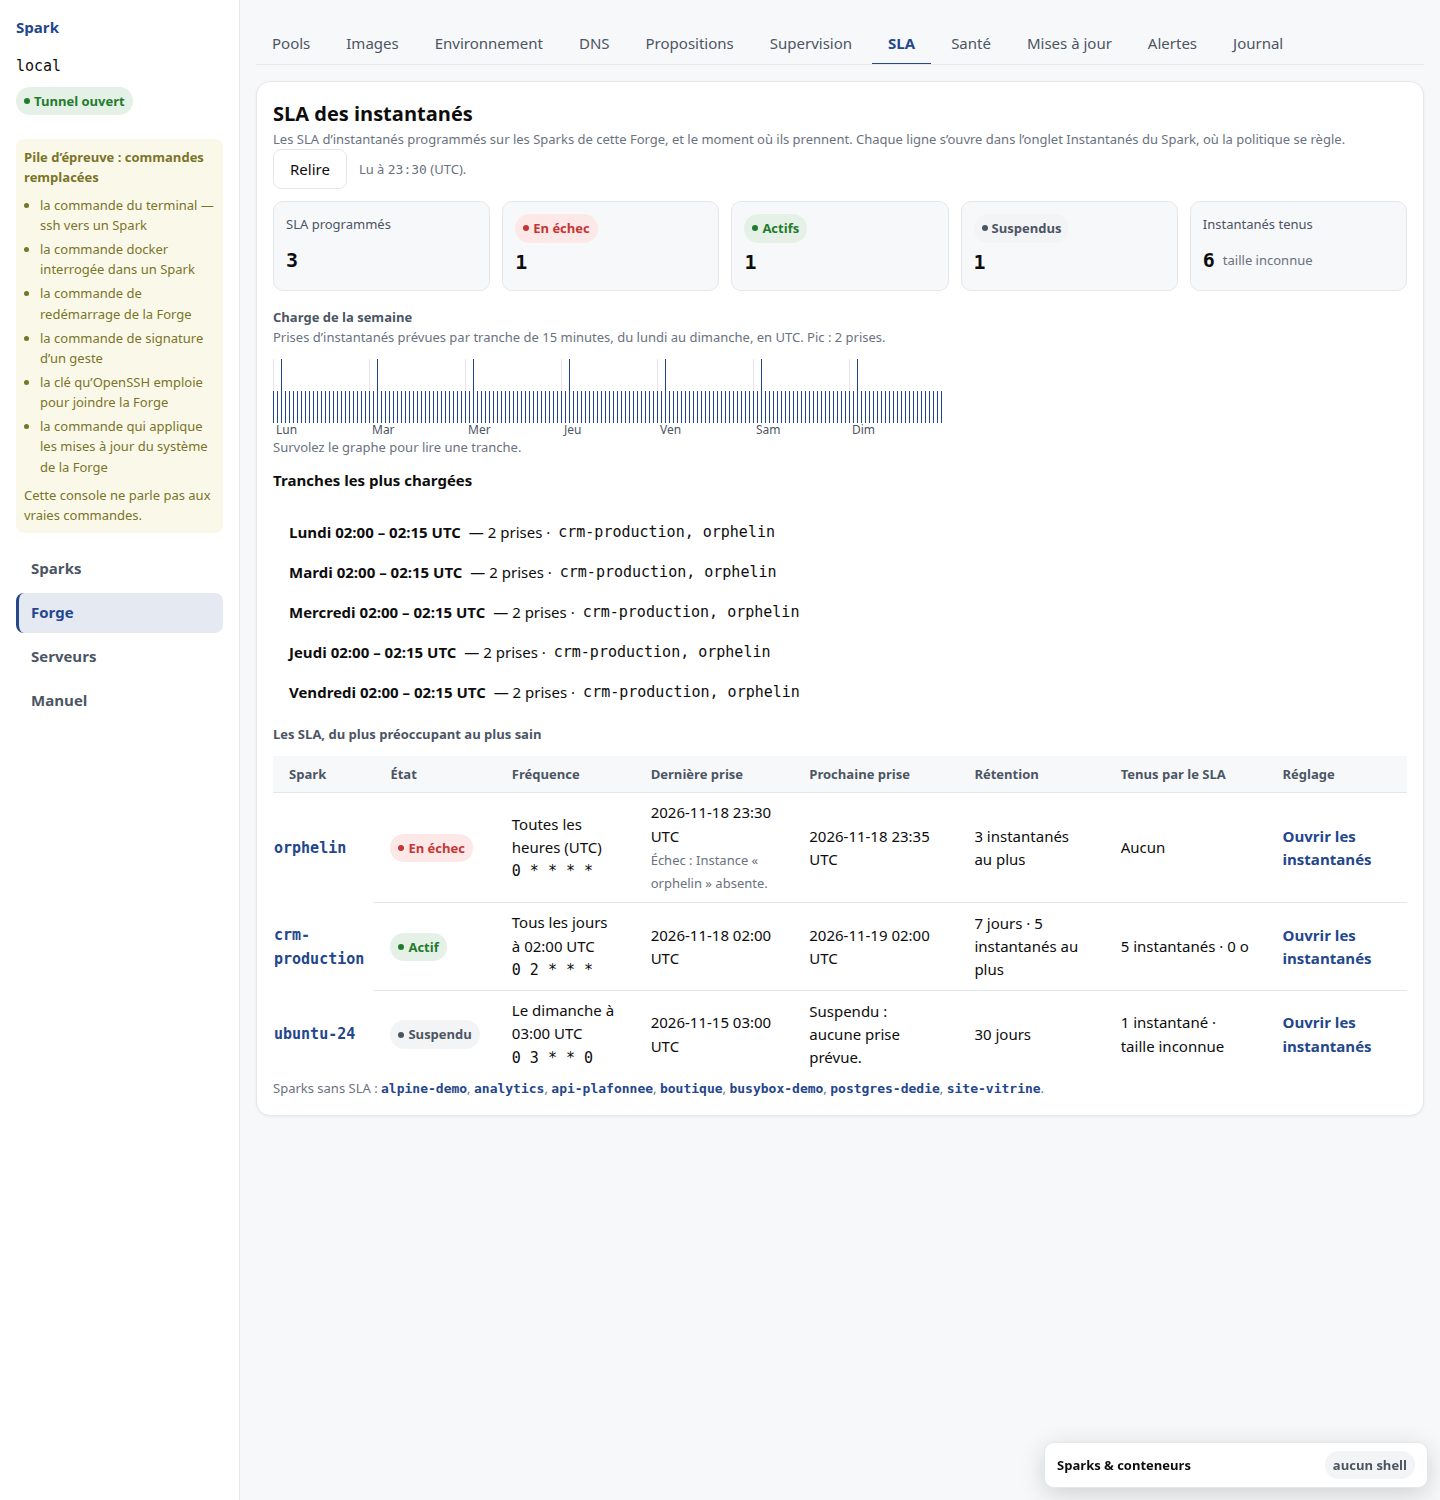 Spark
local
Tunnel ouvert
Pile d’épreuve : commandes
remplacées
la commande du terminal —
ssh vers un Spark
la commande docker
interrogée dans un Spark
la commande de
redémarrage de la Forge
la commande de signature
d’un geste
la clé qu’OpenSSH emploie
pour joindre la Forge
la commande qui applique
les mises à jour du système
de la Forge
Cette console ne parle pas aux
vraies commandes.
Sparks
Forge
Serveurs
Manuel
Pools Images Environnement DNS Propositions Supervision SLA Santé Mises à jour Alertes Journal
SLA des instantanés
Les SLA d’instantanés programmés sur les Sparks de cette Forge, et le moment où ils prennent. Chaque ligne s’ouvre dans l’onglet Instantanés du Spark, où la politique se règle.
Relire Lu à 23:30 (UTC).
SLA programmés
3
En échec
1
Actifs
1
Suspendus
1
Instantanés tenus
6 taille inconnue
Charge de la semaine
Prises d’instantanés prévues par tranche de 15 minutes, du lundi au dimanche, en UTC. Pic : 2 prises.
Lun Mar Mer Jeu Ven Sam Dim
Survolez le graphe pour lire une tranche.
Tranches les plus chargées
Lundi 02:00 – 02:15 UTC — 2 prises · crm-production, orphelin
Mardi 02:00 – 02:15 UTC — 2 prises · crm-production, orphelin
Mercredi 02:00 – 02:15 UTC — 2 prises · crm-production, orphelin
Jeudi 02:00 – 02:15 UTC — 2 prises · crm-production, orphelin
Vendredi 02:00 – 02:15 UTC — 2 prises · crm-production, orphelin
Les SLA, du plus préoccupant au plus sain
Spark État Fréquence Dernière prise Prochaine prise Rétention Tenus par le SLA Réglage
orphelin
En échec
Toutes les
heures (UTC)
0 * * * *
2026-11-18 23:30
UTC
Échec : Instance «
orphelin » absente.
2026-11-18 23:35
UTC
3 instantanés
au plus
Aucun
Ouvrir les
instantanés
crm-
production
Actif
Tous les jours
à 02:00 UTC
0 2 * * *
2026-11-18 02:00
UTC
2026-11-19 02:00
UTC
7 jours · 5
instantanés au
plus
5 instantanés · 0 o
Ouvrir les
instantanés
ubuntu-24
Suspendu
Le dimanche à
03:00 UTC
0 3 * * 0
2026-11-15 03:00
UTC
Suspendu :
aucune prise
prévue.
30 jours
1 instantané ·
taille inconnue
Ouvrir les
instantanés
Sparks sans SLA : alpine-demo, analytics, api-plafonnee, boutique, busybox-demo, postgres-dedie, site-vitrine.
Sparks & conteneurs aucun shell